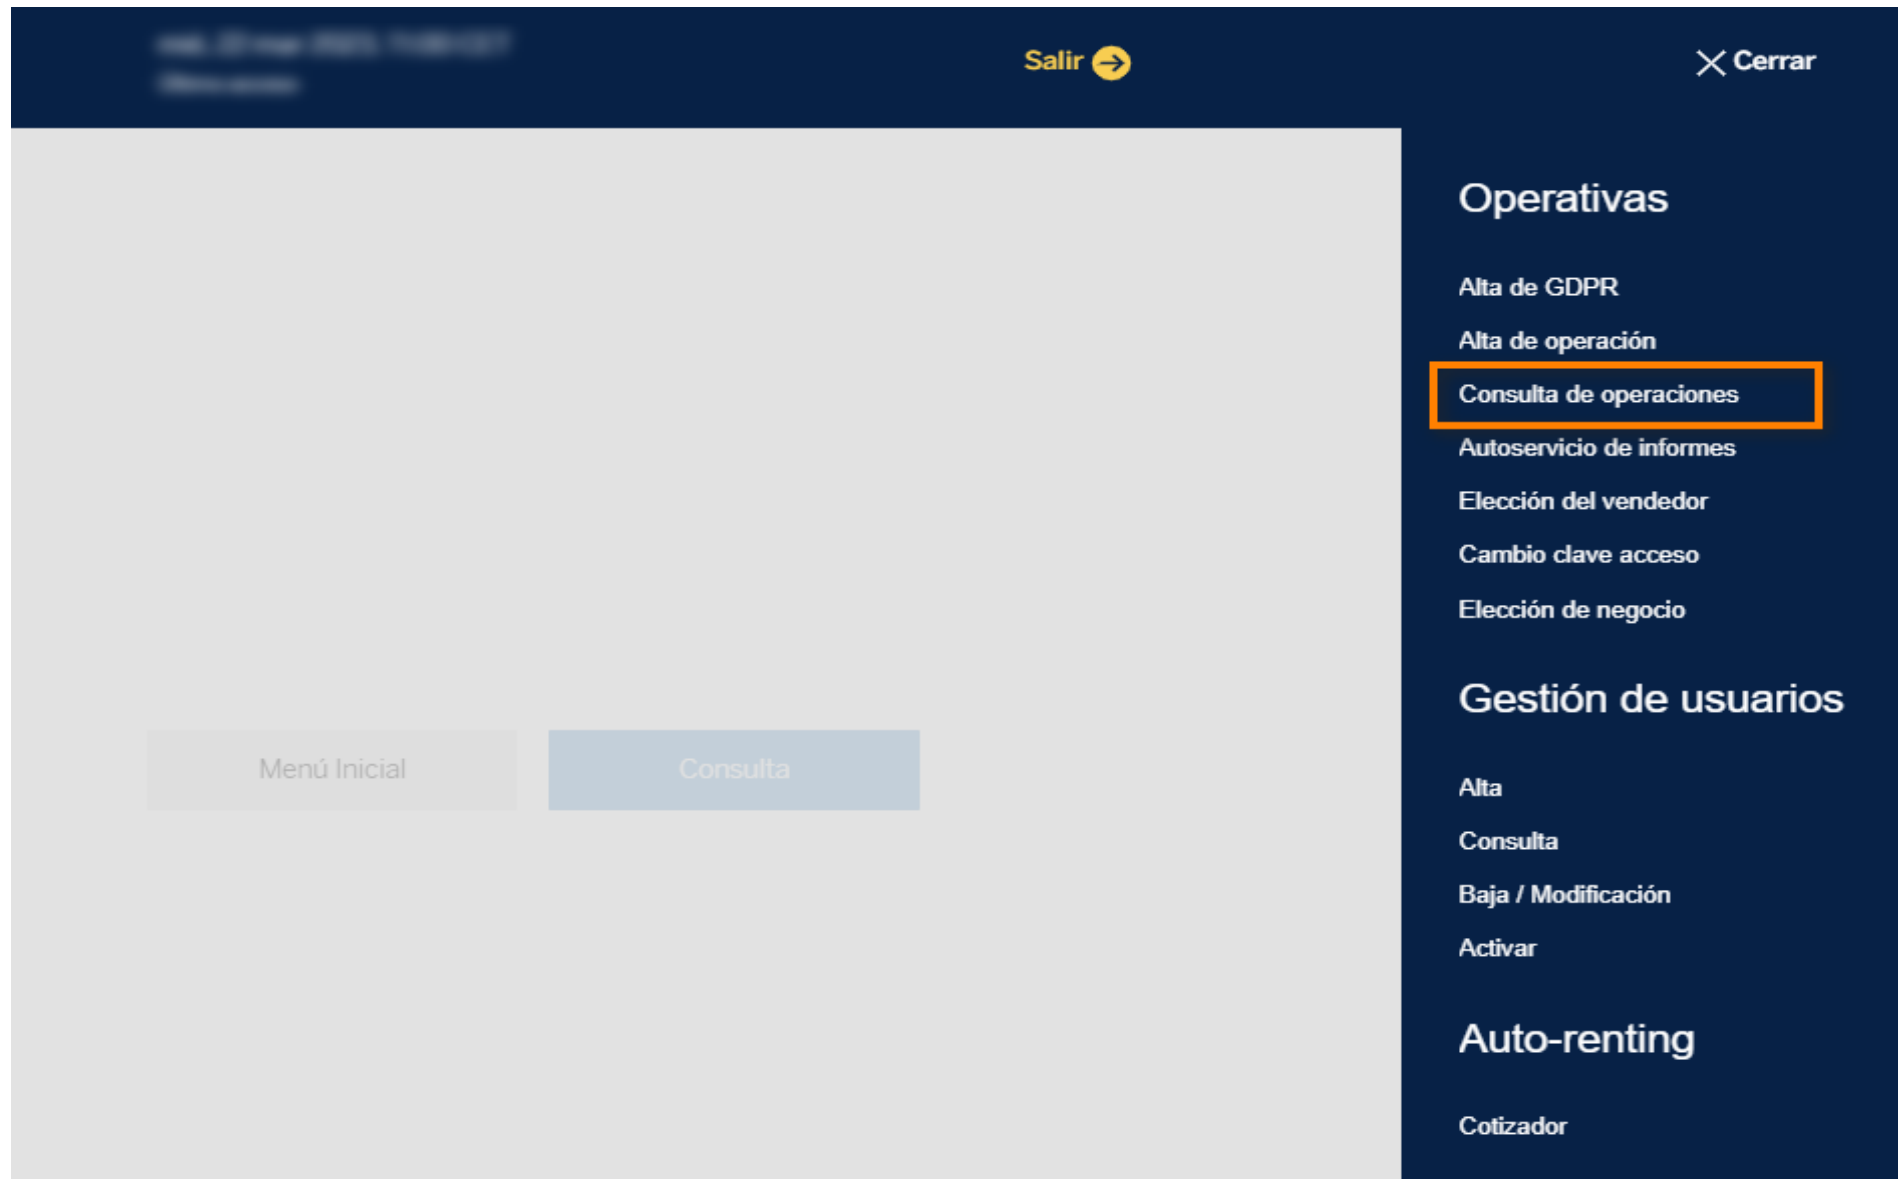 Salir
Cerrar
Operativas
Alta de GDPR
Alta de operación
Consulta de operaciones
Autoservicio de informes
Elección del vendedor
Cambio clave acceso
Elección de negocio
Gestión de usuarios
Menú Inicial
Consulta
Alta
Consulta
Baja / Modificación
Activar
Auto-renting
Cotizador